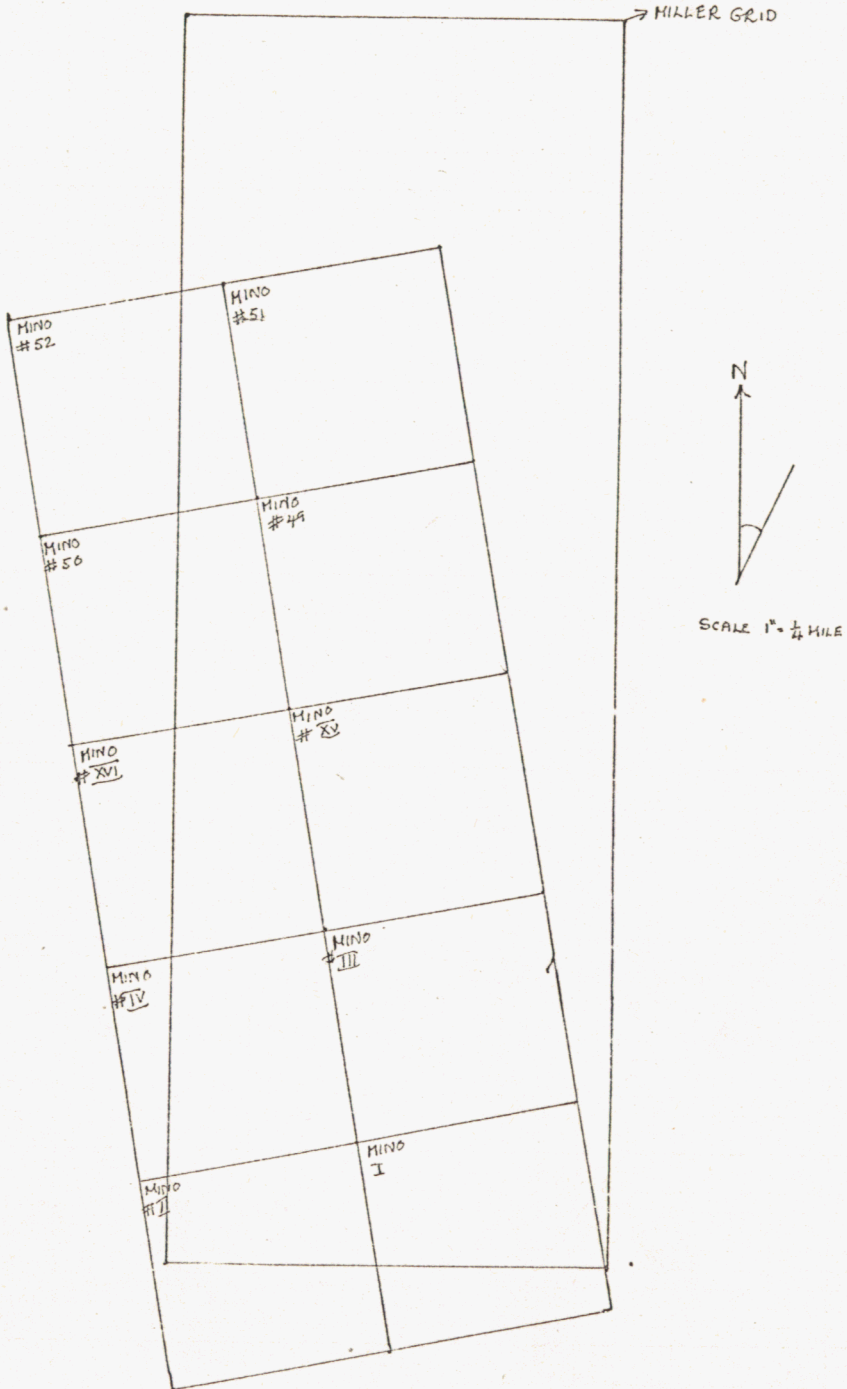 MILLER GRID
MINO
#51
MINO
#52
N
MINO
#49
MINO
#50
SCALE 1" = 1/4 MILE
MINO
# XV
MINO
# XVI
MINO
# III
MINO
# IV
MINO
I
MINO
# II